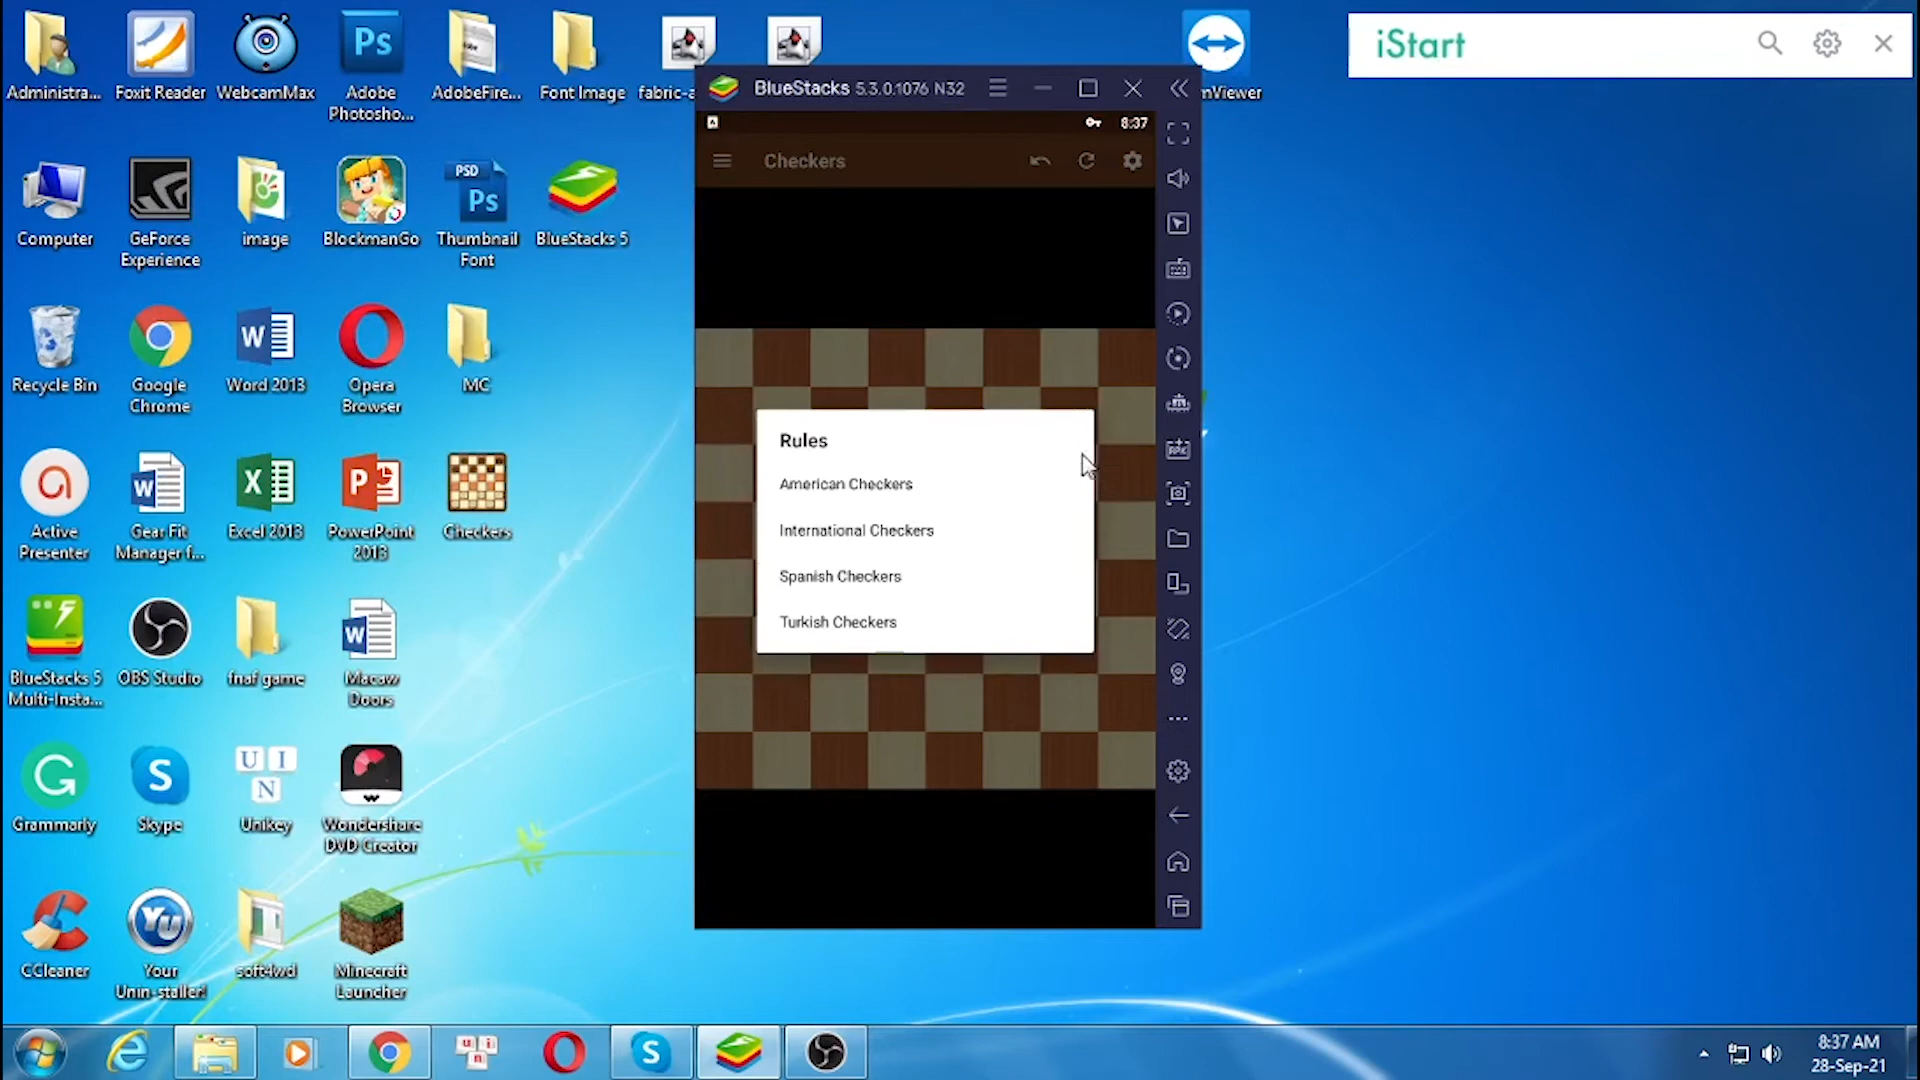 Administra...
Foxit Reader
WebcamMax
Adobe
Photosho...
AdobeFire...
Font Image
fabric-a
mViewer
iStart
BlueStacks 5.3.0.1076 N32
8:37
Checkers
Computer
GeForce
Experience
image
BlockmanGo
PSD
Ps
Thumbnail
Font
BlueStacks 5
Recycle Bin
Google
Chrome
Word 2013
Opera
Browser
MC
Rules
American Checkers
International Checkers
Spanish Checkers
Turkish Checkers
Active
Presenter
Gear Fit
Manager f...
Excel 2013
PowerPoint
2013
Checkers
BlueStacks 5
Multi-Insta...
OBS Studio
fnaf game
Macaw
Doors
Grammarly
Skype
U I
N
Unikey
Wondershare
DVD Creator
CCleaner
Your
Unin-staller!
soft4wd
Minecraft
Launcher
8:37 AM
28-Sep-21